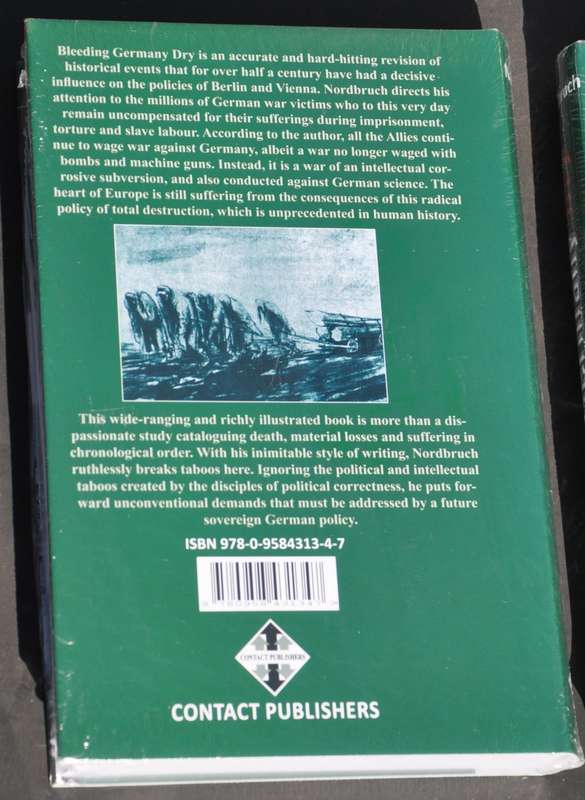 Bleeding Germany Dry is an accurate and hard-hitting revision of
historical events that for over half a century have had a decisive
influence on the policies of Berlin and Vienna. Nordbruch directs his
attention to the millions of German war victims who to this very day
remain uncompensated for their sufferings during imprisonment,
torture and slave labour. According to the author, all the Allies conti-
nue to wage war against Germany, albeit a war no longer waged with
bombs and machine guns. Instead, it is a war of an intellectual cor-
rosive subversion, and also conducted against German science. The
heart of Europe is still suffering from the consequences of this radical
policy of total destruction, which is unprecedented in human history.
This wide-ranging and richly illustrated book is more than a dis-
passionate study cataloguing death, material losses and suffering in
chronological order. With his inimitable style of writing, Nordbruch
ruthlessly breaks taboos here. Ignoring the political and intellectual
taboos created by the disciples of political correctness, he puts for-
ward unconventional demands that must be addressed by a future
sovereign German policy.
ISBN 978-0-9584313-4-7
CONTACT PUBLISHERS
CONTACT PUBLISHERS